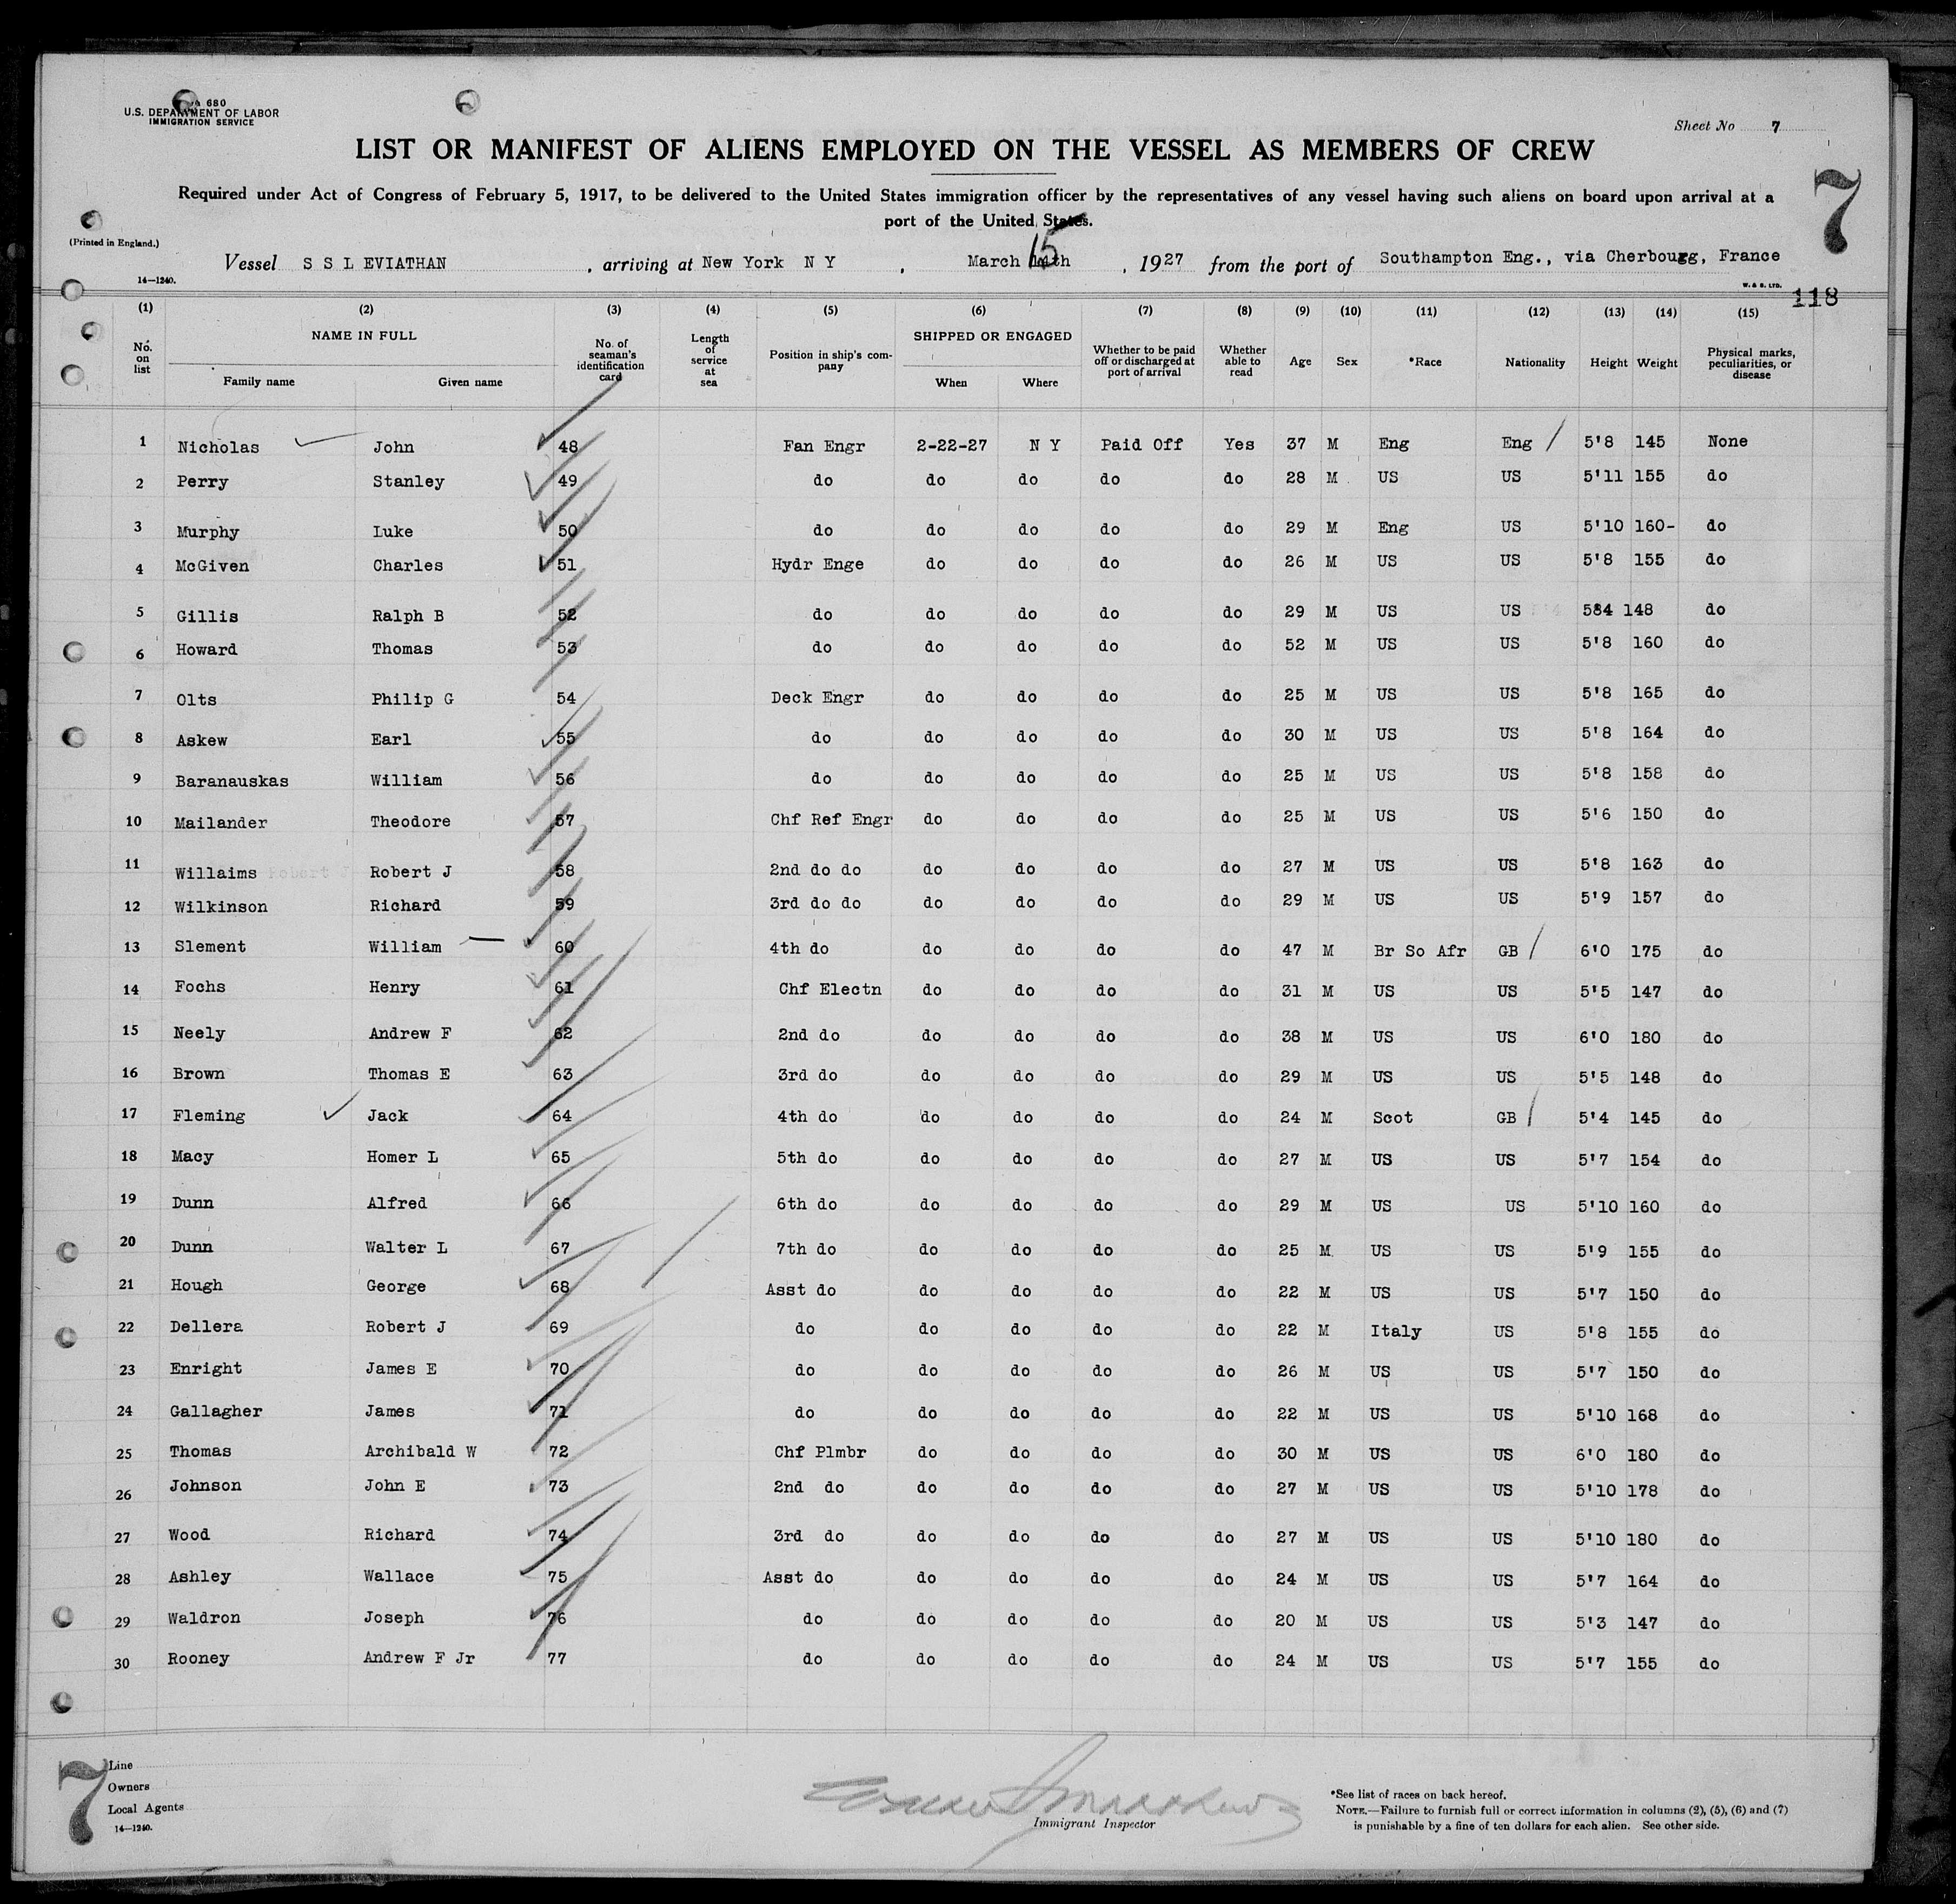 680
U.S. DEPARTMENT OF LABOR
IMMIGRATION SERVICE
Sheet No 7
LIST OR MANIFEST OF ALIENS EMPLOYED ON THE VESSEL AS MEMBERS OF CREW
7
Required under Act of Congress of February 5, 1917, to be delivered to the United States immigration officer by the representatives of any vessel having such aliens on board upon arrival at a
port of the United States.
(Printed in England.)
Vessel S S L EVIATHAN , arriving at New York N Y , March 15 14th , 1927 from the port of Southampton Eng., via Cherbourg, France
14—1240.
W. & S. LTD.
118
(1) (2) (3) (4) (5) (6) (7) (8) (9) (10) (11) (12) (13) (14) (15)
No. on list NAME IN FULL Family name Given name No. of seaman's identification card Length of service at sea Position in ship's company SHIPPED OR ENGAGED When Where Whether to be paid off or discharged at port of arrival Whether able to read Age Sex *Race Nationality Height Weight Physical marks, peculiarities, or disease
1 Nicholas John 48 Fan Engr 2-22-27 N Y Paid Off Yes 37 M Eng Eng 5'8 145 None
2 Perry Stanley 49 do do do do do 28 M US US 5'11 155 do
3 Murphy Luke 50 do do do do do 29 M Eng US 5'10 160- do
4 McGiven Charles 51 Hydr Enge do do do do 26 M US US 5'8 155 do
5 Gillis Ralph B 52 do do do do do 29 M US US 584 148 do
6 Howard Thomas 53 do do do do do 52 M US US 5'8 160 do
7 Olts Philip G 54 Deck Engr do do do do 25 M US US 5'8 165 do
8 Askew Earl 55 do do do do do 30 M US US 5'8 164 do
9 Baranauskas William 56 do do do do do 25 M US US 5'8 158 do
10 Mailander Theodore 57 Chf Ref Engr do do do do 25 M US US 5'6 150 do
11 Willaims Robert J 58 2nd do do do do do do 27 M US US 5'8 163 do
12 Wilkinson Richard 59 3rd do do do do do do 29 M US US 5'9 157 do
13 Slement William 60 4th do do do do do 47 M Br So Afr GB 6'0 175 do
14 Fochs Henry 61 Chf Electn do do do do 31 M US US 5'5 147 do
15 Neely Andrew F 62 2nd do do do do do 38 M US US 6'0 180 do
16 Brown Thomas E 63 3rd do do do do do 29 M US US 5'5 148 do
17 Fleming Jack 64 4th do do do do do 24 M Scot GB 5'4 145 do
18 Macy Homer L 65 5th do do do do do 27 M US US 5'7 154 do
19 Dunn Alfred 66 6th do do do do do 29 M US US 5'10 160 do
20 Dunn Walter L 67 7th do do do do do 25 M US US 5'9 155 do
21 Hough George 68 Asst do do do do do 22 M US US 5'7 150 do
22 Dellera Robert J 69 do do do do do 22 M Italy US 5'8 155 do
23 Enright James E 70 do do do do do 26 M US US 5'7 150 do
24 Gallagher James 71 do do do do do 22 M US US 5'10 168 do
25 Thomas Archibald W 72 Chf Plmbr do do do do 30 M US US 6'0 180 do
26 Johnson John E 73 2nd do do do do do 27 M US US 5'10 178 do
27 Wood Richard 74 3rd do do do do do 27 M US US 5'10 180 do
28 Ashley Wallace 75 Asst do do do do do 24 M US US 5'7 164 do
29 Waldron Joseph 76 do do do do do 20 M US US 5'3 147 do
30 Rooney Andrew F Jr 77 do do do do do 24 M US US 5'7 155 do
7
Line
Owners
Local Agents
14—1240.
Immigrant Inspector
*See list of races on back hereof.
NOTE.—Failure to furnish full or correct information in columns (2), (5), (6) and (7)
is punishable by a fine of ten dollars for each alien. See other side.